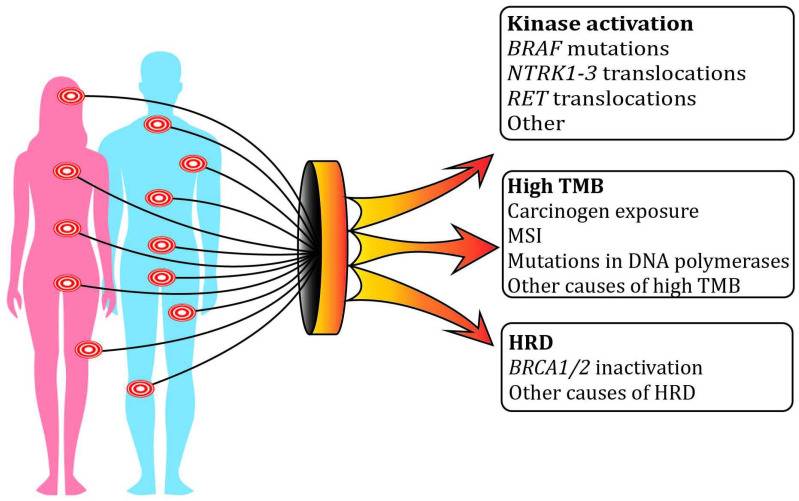 Kinase activation
BRAF mutations
NTRK1-3 translocations
RET translocations
Other
High TMB
Carcinogen exposure
MSI
Mutations in DNA polymerases
Other causes of high TMB
HRD
BRCA1/2 inactivation
Other causes of HRD